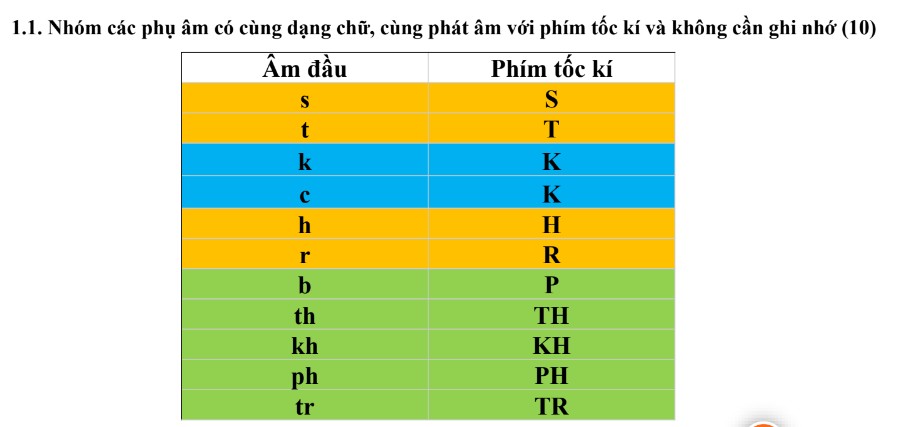 1.1. Nhóm các phụ âm có cùng dạng chữ, cùng phát âm với phím tốc kí và không cần ghi nhớ (10)
Âm đầu Phím tốc kí
s S
t T
k K
c K
h H
r R
b P
th TH
kh KH
ph PH
tr TR